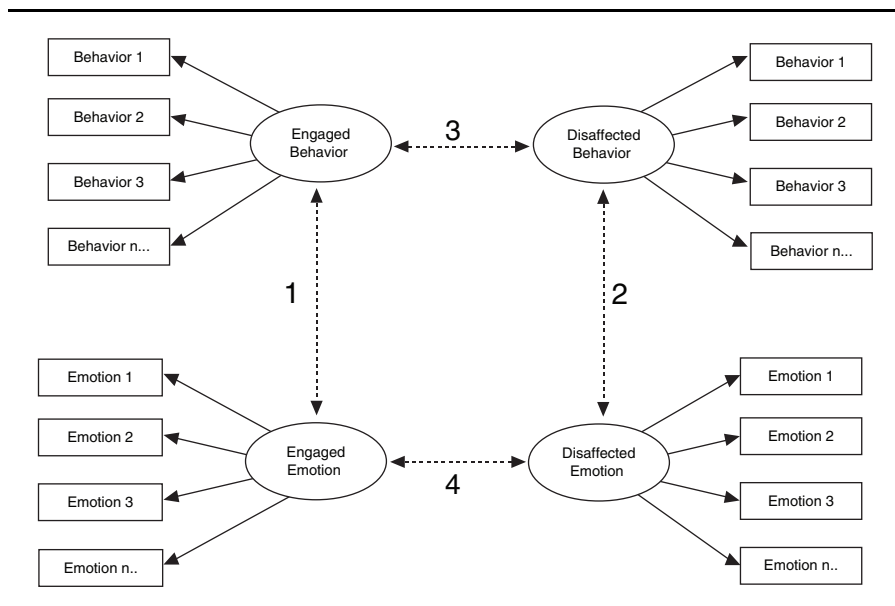 Behavior 1
Behavior 2
Behavior 3
Behavior n...
Engaged
Behavior
3
Disaffected
Behavior
Behavior 1
Behavior 2
Behavior 3
Behavior n...
1
2
Emotion 1
Emotion 2
Emotion 3
Emotion n..
Engaged
Emotion
4
Disaffected
Emotion
Emotion 1
Emotion 2
Emotion 3
Emotion n..